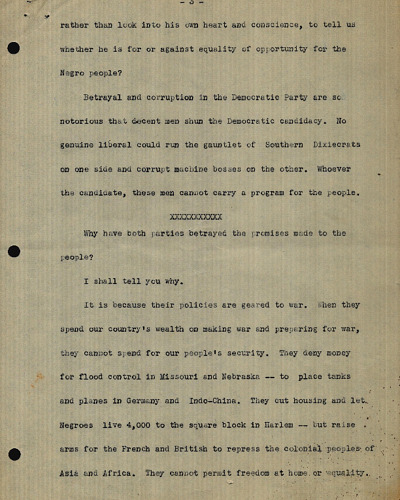 - 3 -
rather than look into his own heart and conscience, to tell us
whether he is for or against equality of opportunity for the
Negro people?
Betrayal and corruption in the Democratic Party are so
notorious that decent men shun the Democratic candidacy. No
genuine liberal could run the gauntlet of Southern Dixiecrats
on one side and corrupt machine bosses on the other. Whoever
the candidate, these men cannot carry a program for the people.
XXXXXXXXXXX
Why have both parties betrayed the promises made to the
people?
I shall tell you why.
It is because their policies are geared to war. When they
spend our country's wealth on making war and preparing for war,
they cannot spend for our people's security. They deny money
for flood control in Missouri and Nebraska -- to place tanks
and planes in Germany and Indo-China. They cut housing and let
Negroes live 4,000 to the square block in Harlem -- but raise
arms for the French and British to repress the colonial peoples of
Asia and Africa. They cannot permit freedom at home or equality.